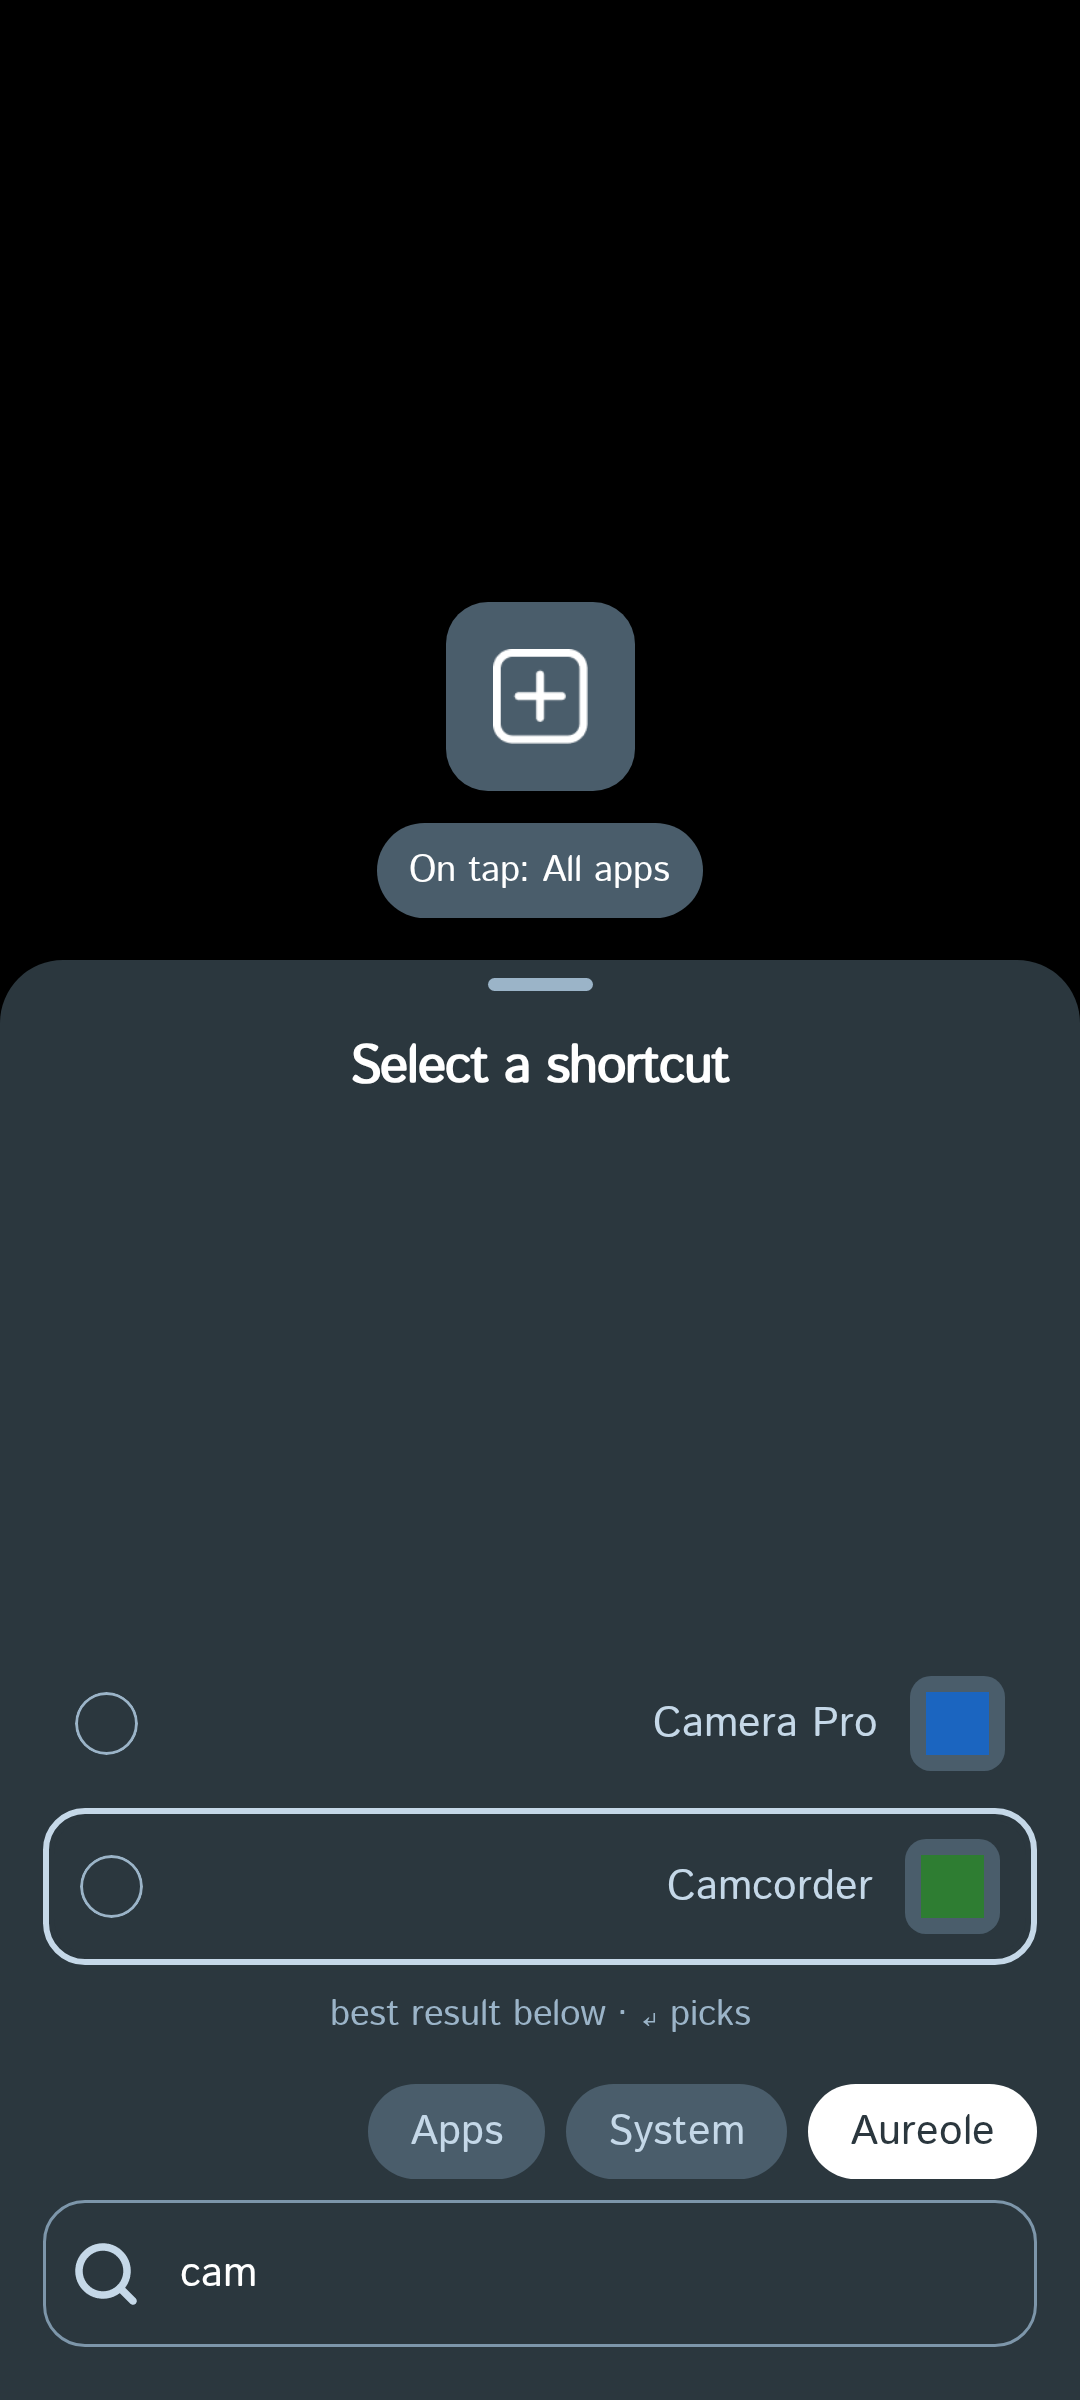 On tap: All apps
Select a shortcut
Camera Pro
Camcorder
best result below · ↵ picks
Apps System Aureole
cam